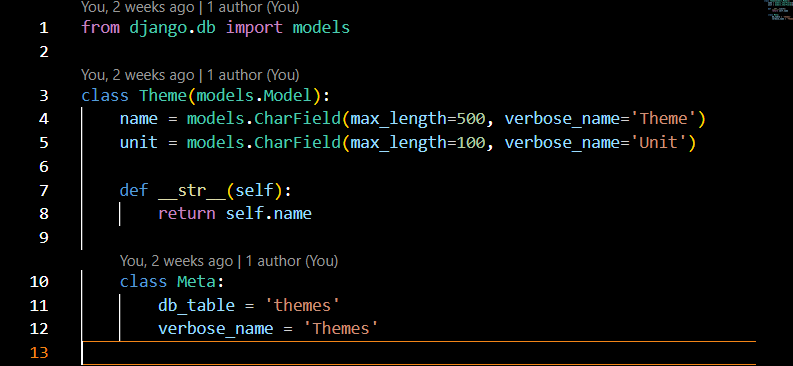 You, 2 weeks ago | 1 author (You)
1 from django.db import models
2
You, 2 weeks ago | 1 author (You)
3 class Theme(models.Model):
4     name = models.CharField(max_length=500, verbose_name='Theme')
5     unit = models.CharField(max_length=100, verbose_name='Unit')
6
7     def __str__(self):
8         return self.name
9
You, 2 weeks ago | 1 author (You)
10     class Meta:
11         db_table = 'themes'
12         verbose_name = 'Themes'
13